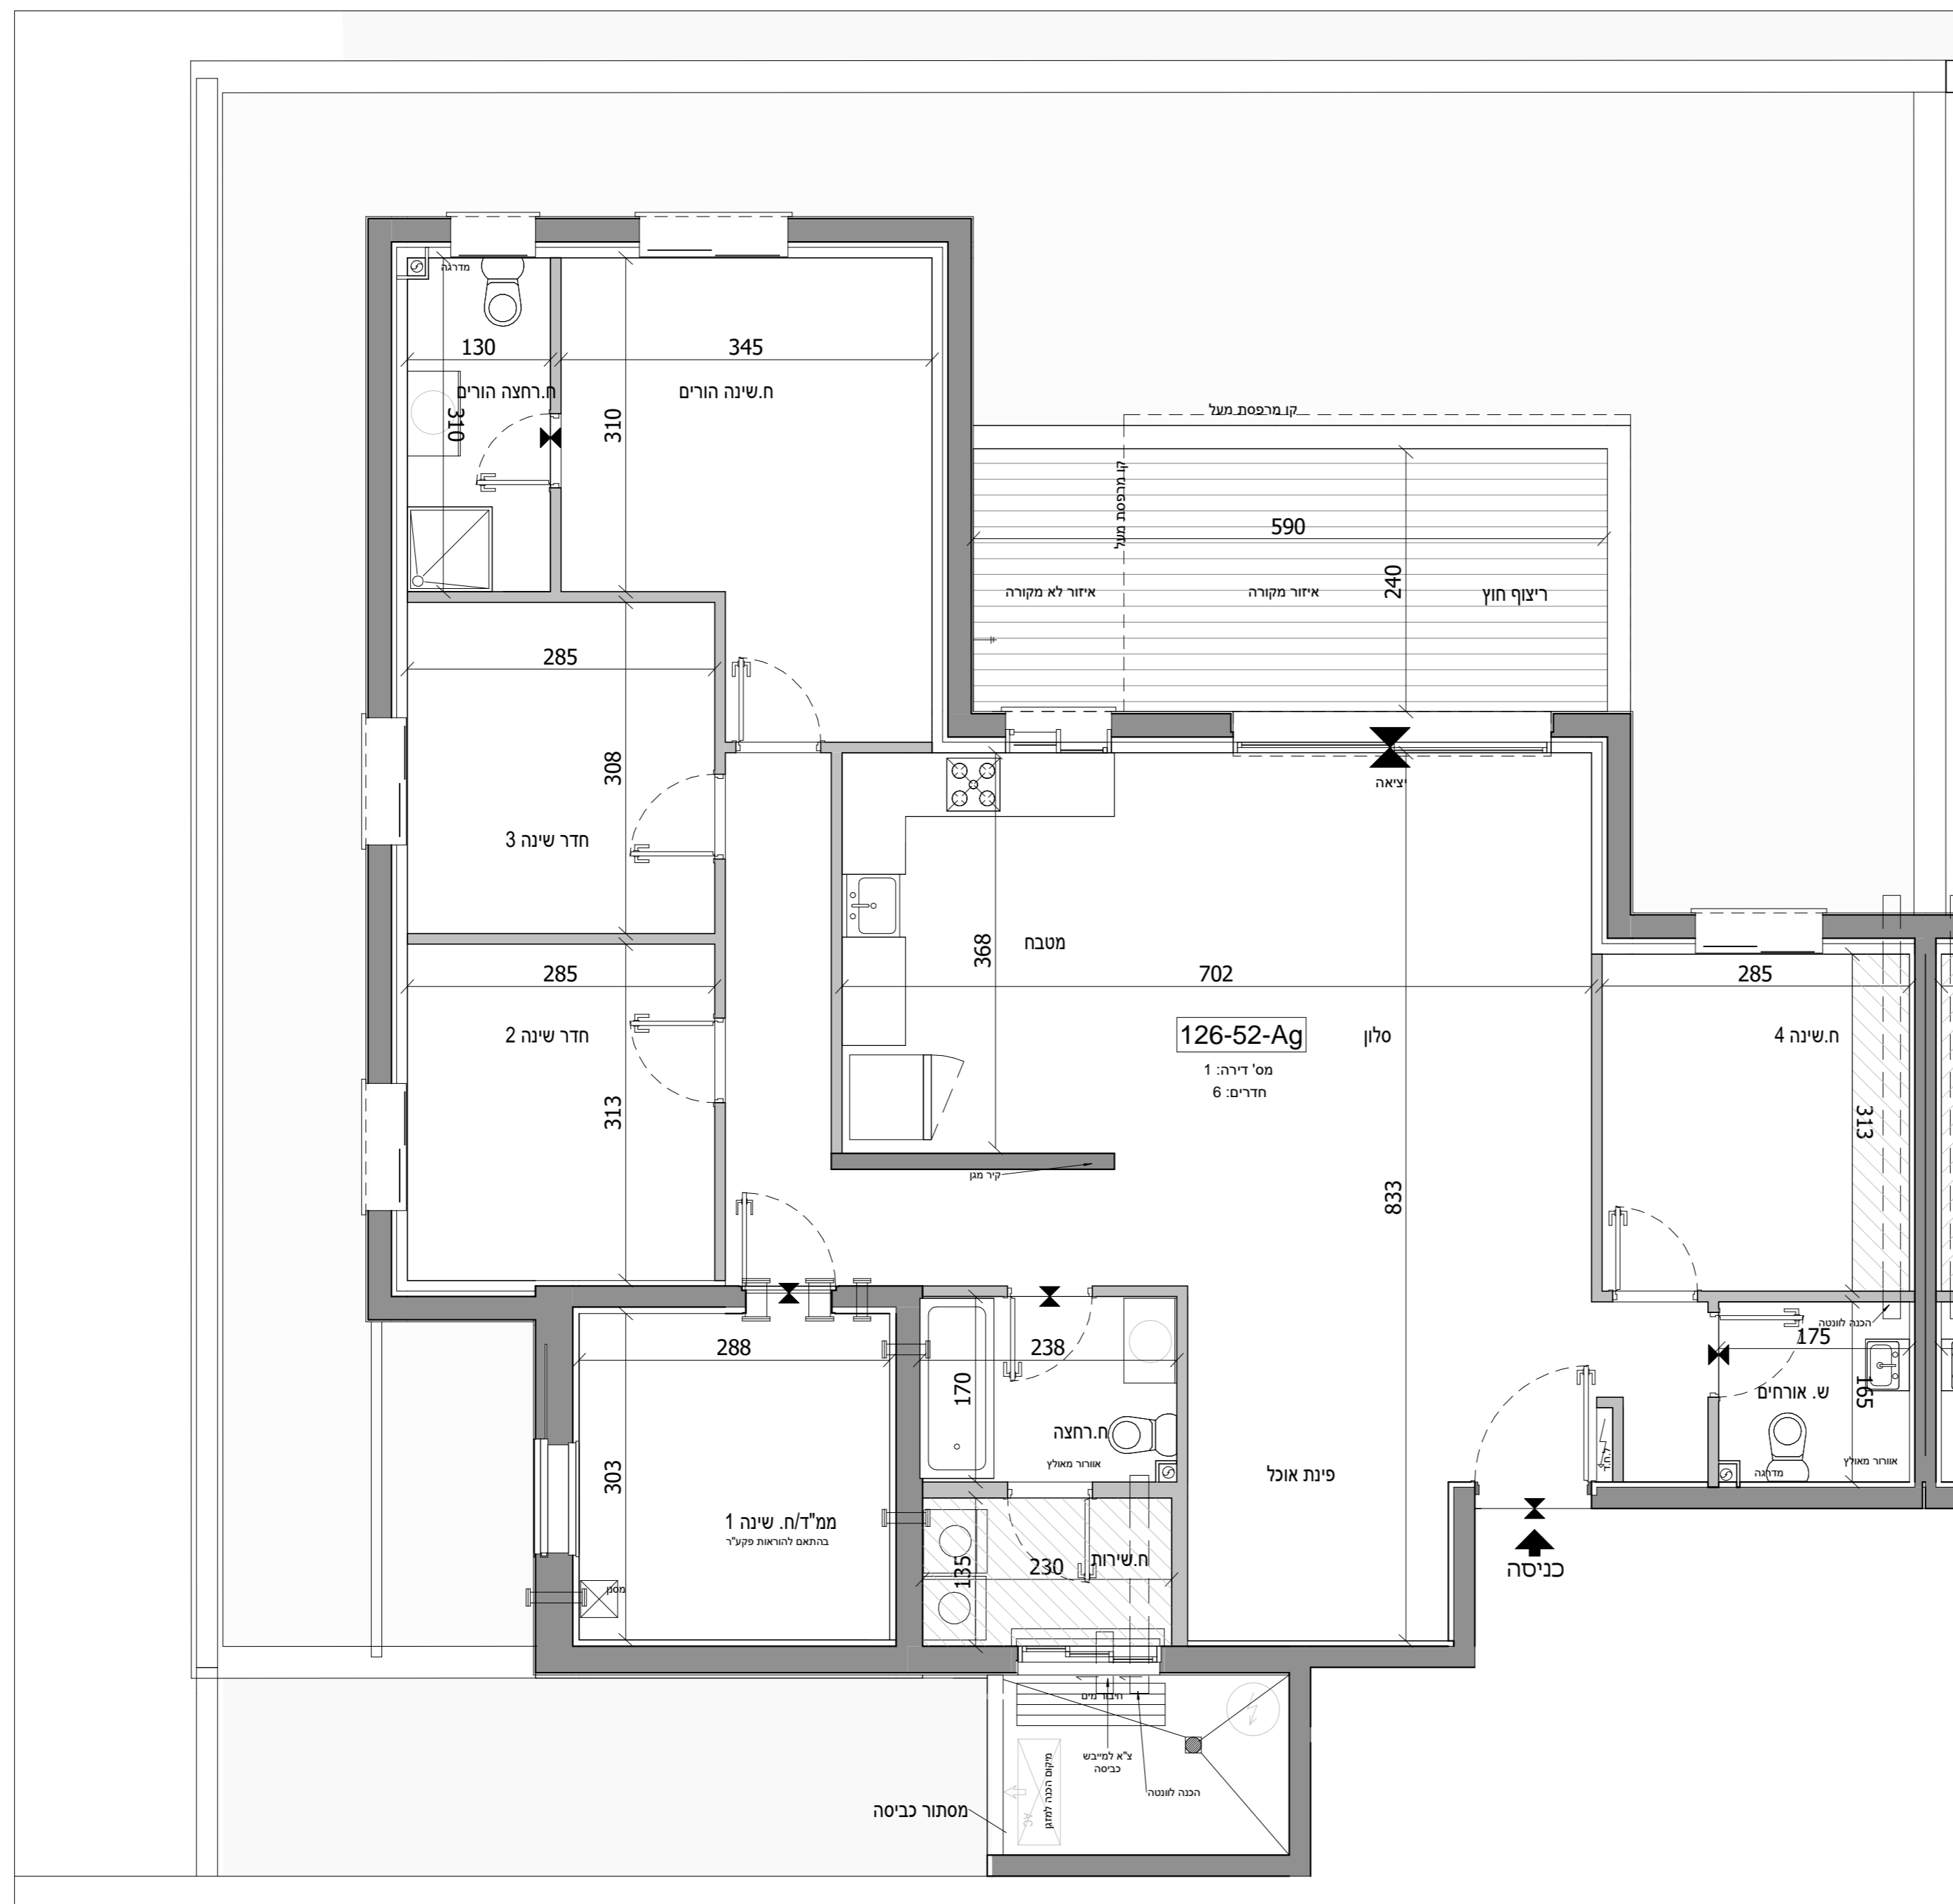 מדרגה
130
345
ח.רחצה הורים
ח.שינה הורים
310
310
קו מרפסת מעל
קו מרפסת מעל
590
240
איזור לא מקורה
איזור מקורה
ריצוף חוץ
285
308
יציאה
חדר שינה 3
368
מטבח
285
702
285
חדר שינה 2
126-52-Ag
סלון
ח.שינה 4
מס' דירה: 1
חדרים: 6
313
313
קיר מגן
833
הכנה לוונטה
175
288
238
170
165
ש. אורחים
ח.רחצה
אוורור מאולץ
פינת אוכל
ח.ד.ל
מדרגה
אוורור מאולץ
303
ממ"ד/ח. שינה 1
בהתאם להוראות פקע"ר
135
230
ח.שירות
כניסה
מסנן
חיבור מים
צ"א למייבש
כביסה
הכנה לוונטה
מיקום הכנה למזגן
AC
מסתור כביסה